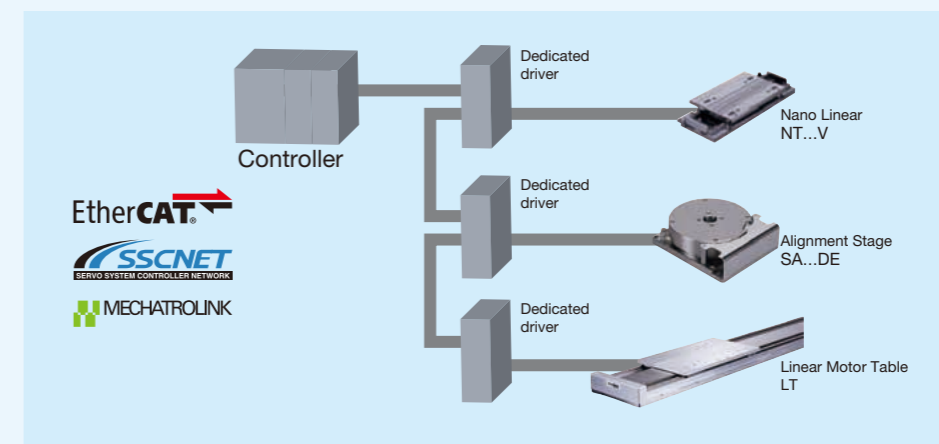 Dedicated
driver
Controller
Nano Linear
NT...V
EtherCAT®
SSCNET
SERVO SYSTEM CONTROLLER NETWORK
MECHATROLINK
Dedicated
driver
Alignment Stage
SA...DE
Dedicated
driver
Linear Motor Table
LT